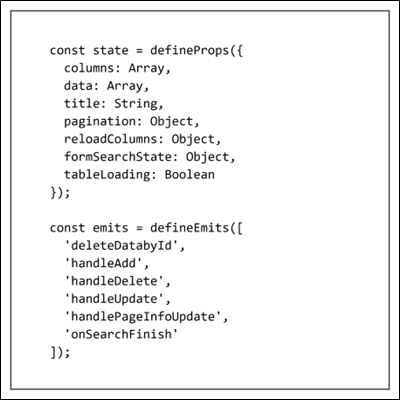 const state = defineProps({
  columns: Array,
  data: Array,
  title: String,
  pagination: Object,
  reloadColumns: Object,
  formSearchState: Object,
  tableLoading: Boolean
});

const emits = defineEmits([
  'deleteDatabyId',
  'handleAdd',
  'handleDelete',
  'handleUpdate',
  'handlePageInfoUpdate',
  'onSearchFinish'
]);